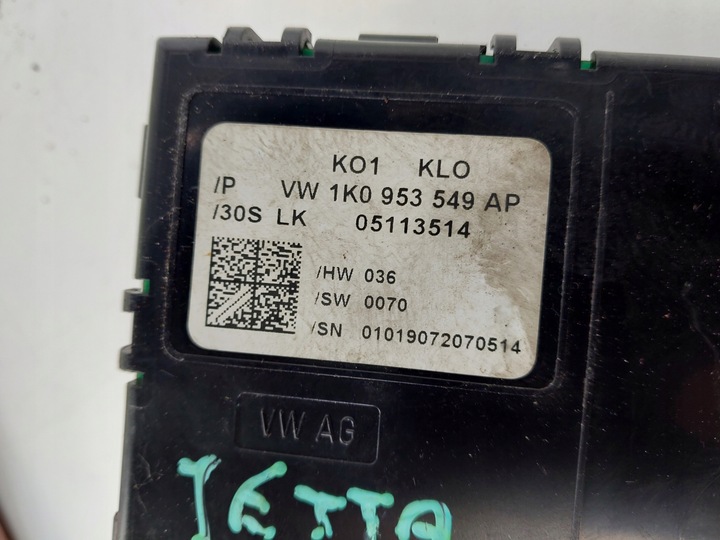 KO1 KLO
/P VW 1K0 953 549 AP
/30S LK 05113514
/HW 036
/SW 0070
/SN 01019072070514
VW AG
JETTA